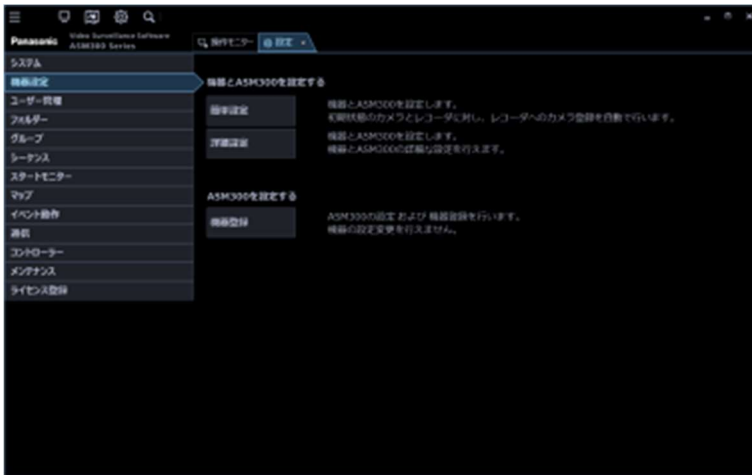 Panasonic
Video Surveillance Software
ASM300 Series
操作モニター
設定
システム
機器設定
ユーザー管理
フォルダー
グループ
シーケンス
スタートモニター
マップ
イベント動作
通信
コントローラー
メンテナンス
ライセンス登録
機器とASM300を設定する
簡単設定
機器とASM300を設定します。
初期状態のカメラとレコーダに対し、レコーダへのカメラ登録を自動で行います。
詳細設定
機器とASM300を設定します。
機器とASM300の詳細な設定を行えます。
ASM300を設定する
機器登録
ASM300の設定 および 機器登録を行います。
機器の設定変更を行えません。